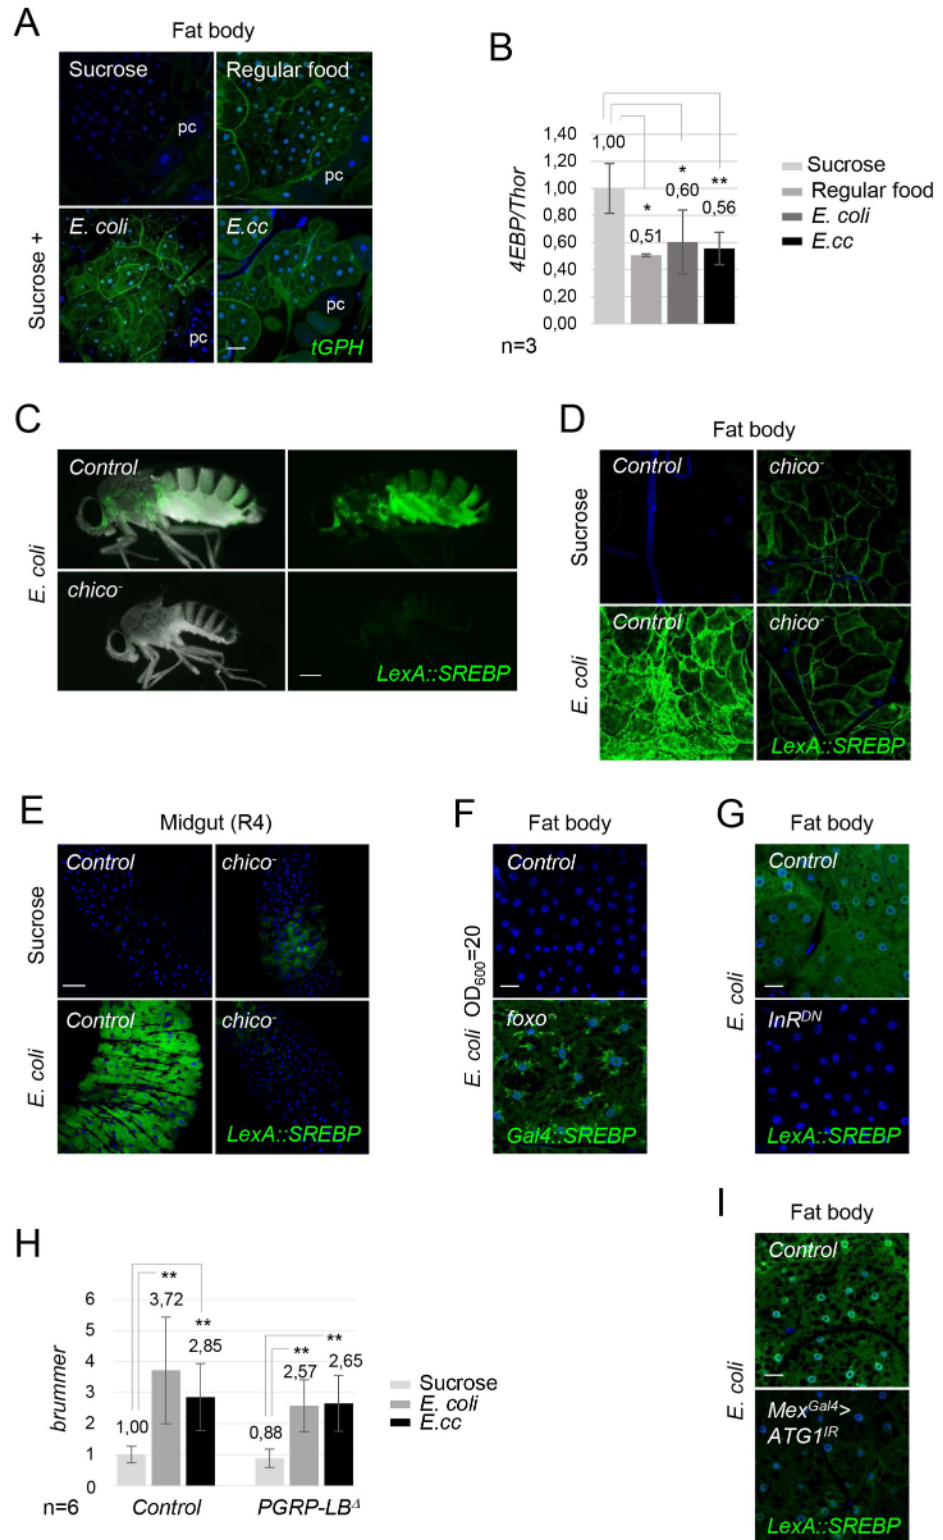 A
Fat body
Sucrose
Regular food
pc
pc
E. coli
E.cc
pc
pc
tGPH
Sucrose +
B
4EBP/Thor
1,40
1,20
1,00
0,80
0,60
0,40
0,20
0,00
1,00
*
0,51
*
0,60
**
0,56
n=3
Sucrose
Regular food
E. coli
E.cc
C
Control
chico-
E. coli
LexA::SREBP
D
Fat body
Sucrose
Control
chico-
E. coli
Control
chico-
LexA::SREBP
E
Midgut (R4)
Sucrose
Control
chico-
E. coli
Control
chico-
LexA::SREBP
F
Fat body
E. coli OD600=20
Control
foxo-
Gal4::SREBP
G
Fat body
E. coli
Control
InRDN
LexA::SREBP
H
brummer
6
5
4
3
2
1
0
1,00
**
3,72
**
2,85
0,88
**
2,57
**
2,65
n=6
Control
PGRP-LBΔ
Sucrose
E. coli
E.cc
I
Fat body
E. coli
Control
MexGal4>
ATG1IR
LexA::SREBP